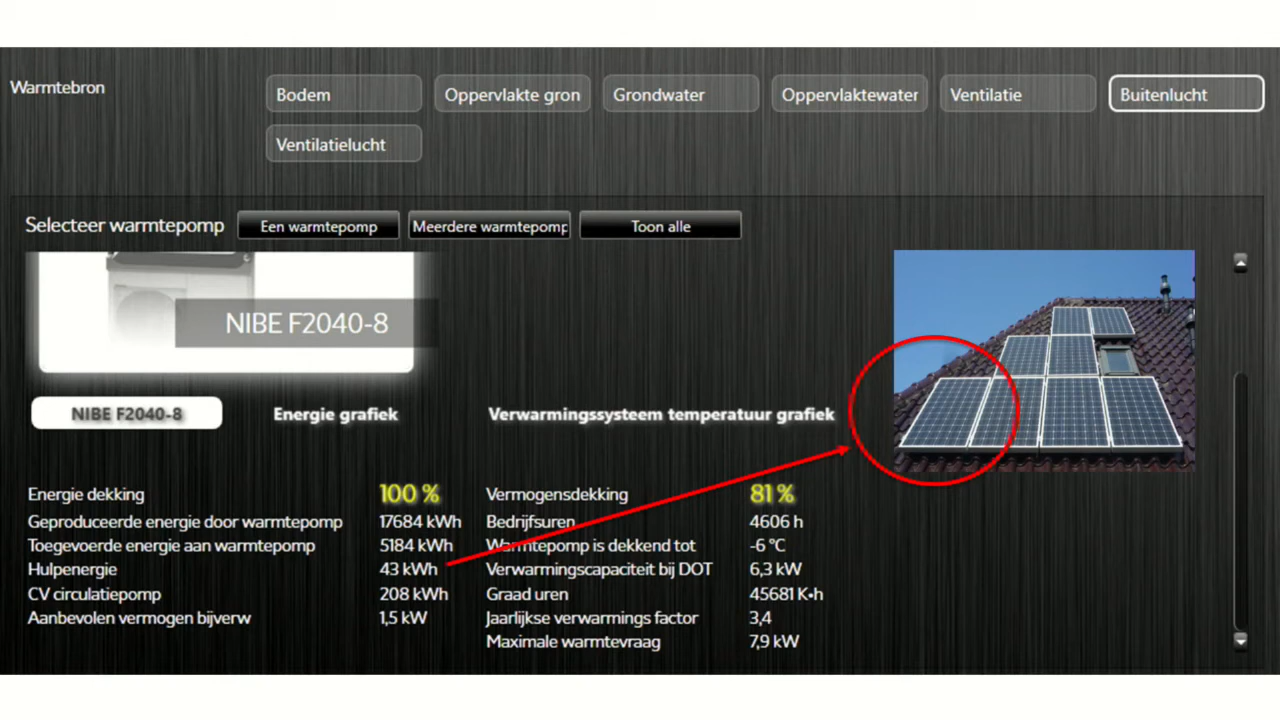 Warmtebron
Bodem
Oppervlakte gron
Grondwater
Oppervlaktewater
Ventilatie
Buitenlucht
Ventilatielucht
Selecteer warmtepomp
Een warmtepomp
Meerdere warmtepomp
Toon alle
NIBE F2040-8
NIBE F2040-8
Energie grafiek
Verwarmingssysteem temperatuur grafiek
Energie dekking 100 %
Geproduceerde energie door warmtepomp 17684 kWh
Toegevoerde energie aan warmtepomp 5184 kWh
Hulpenergie 43 kWh
CV circulatiepomp 208 kWh
Aanbevolen vermogen bijverw 1,5 kW
Vermogensdekking 81 %
Bedrijfsuren 4606 h
Warmtepomp is dekkend tot -6 °C
Verwarmingscapaciteit bij DOT 6,3 kW
Graad uren 45681 K•h
Jaarlijkse verwarmings factor 3,4
Maximale warmtevraag 7,9 kW